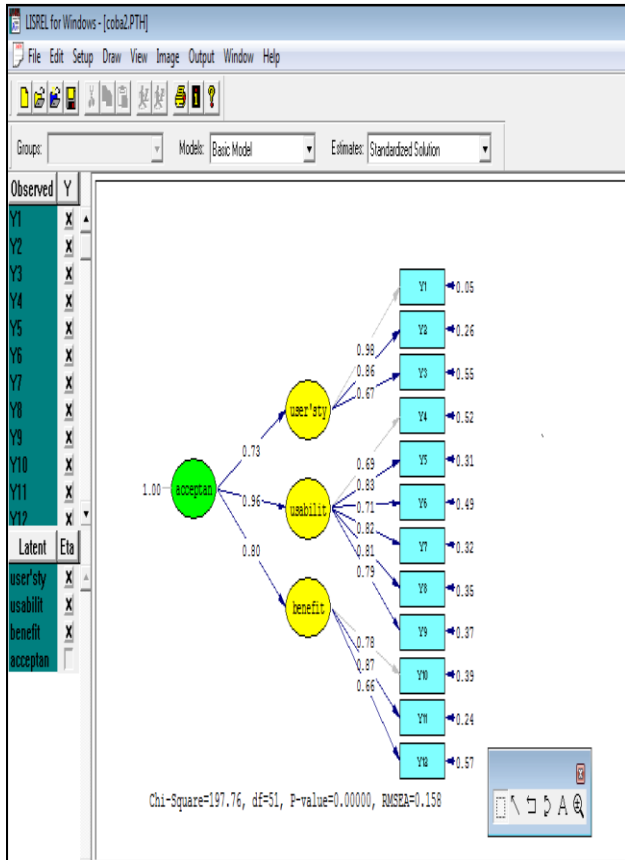 LISREL for Windows - [coba2.PTH]
File Edit Setup Draw View Image Output Window Help
Groups: Models: Basic Model Estimates: Standardized Solution
Observed Y
Y1 X
Y2 X
Y3 X
Y4 X
Y5 X
Y6 X
Y7 X
Y8 X
Y9 X
Y10 X
Y11 X
Y12 X
Latent Eta
user'sty X
usabilit X
benefit X
acceptan
1.00 acceptan
0.73
0.96
0.80
user'sty
usabilit
benefit
0.98
0.86
0.67
0.69
0.83
0.71
0.82
0.81
0.79
0.78
0.87
0.66
Y1 0.05
Y2 0.26
Y3 0.55
Y4 0.52
Y5 0.31
Y6 0.49
Y7 0.32
Y8 0.35
Y9 0.37
Y10 0.39
Y11 0.24
Y12 0.57
Chi-Square=197.76, df=51, P-value=0.00000, RMSEA=0.158
A